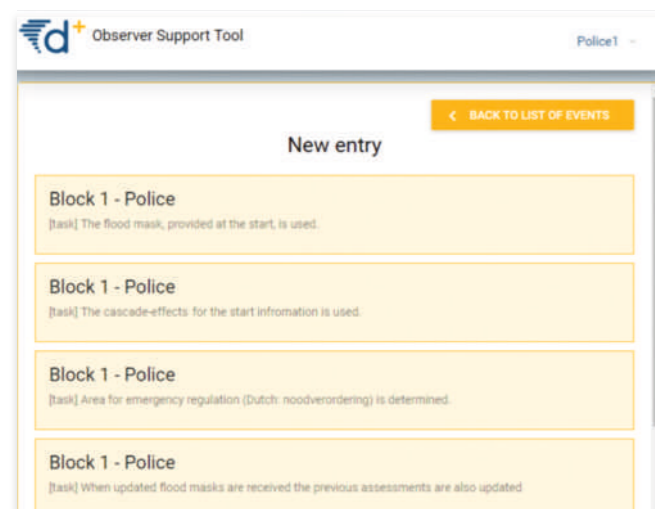 d+ Observer Support Tool
Police1
BACK TO LIST OF EVENTS
New entry
Block 1 - Police
[task] The flood mask, provided at the start, is used.
Block 1 - Police
[task] The cascade-effects for the start infromation is used.
Block 1 - Police
[task] Area for emergency regulation (Dutch: noodverordering) is determined.
Block 1 - Police
[task] When updated flood masks are received the previous assessments are also updated